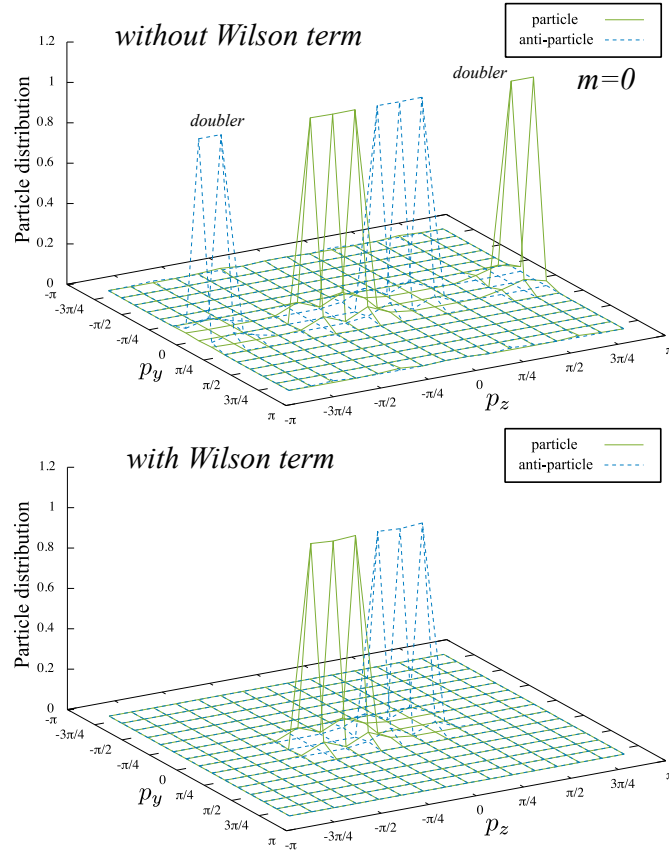 without Wilson term
particle
anti-particle
m=0
doubler
doubler
Particle distribution
1.2
1
0.8
0.6
0.4
0.2
0
-π
-3π/4
-π/2
-π/4
0
π/4
π/2
3π/4
π
p_y
-π
-3π/4
-π/2
-π/4
0
π/4
π/2
3π/4
π
p_z
with Wilson term
particle
anti-particle
Particle distribution
1.2
1
0.8
0.6
0.4
0.2
0
-π
-3π/4
-π/2
-π/4
0
π/4
π/2
3π/4
π
p_y
-π
-3π/4
-π/2
-π/4
0
π/4
π/2
3π/4
π
p_z